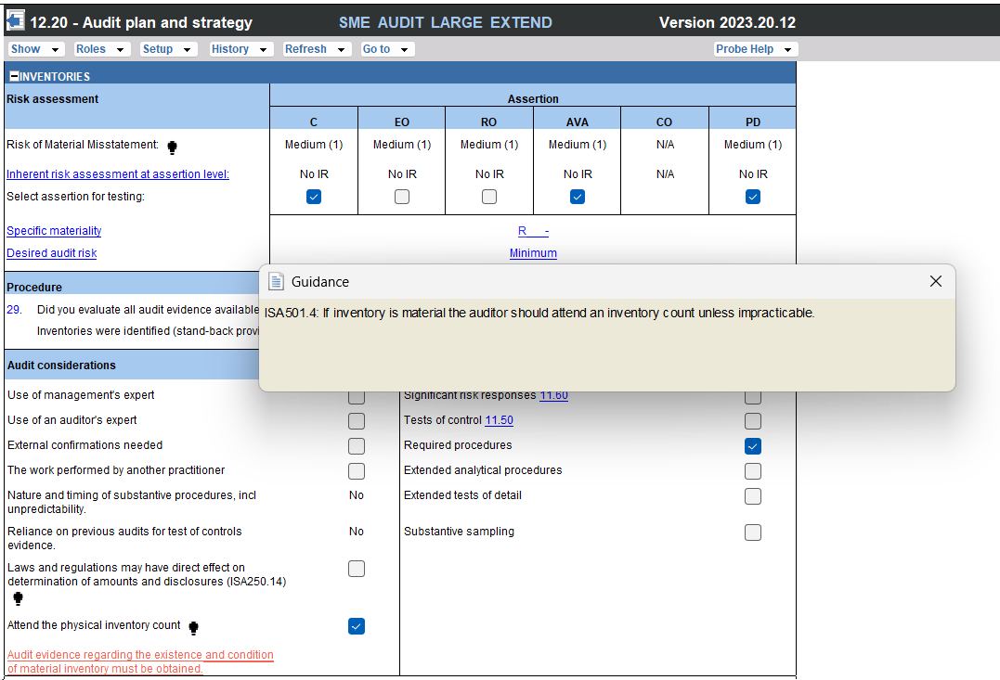 12.20 - Audit plan and strategy SME AUDIT LARGE EXTEND Version 2023.20.12
Show Roles Setup History Refresh Go to Probe Help
INVENTORIES
Risk assessment Assertion
C EO RO AVA CO PD
Risk of Material Misstatement: Medium (1) Medium (1) Medium (1) Medium (1) N/A Medium (1)
Inherent risk assessment at assertion level: No IR No IR No IR No IR N/A No IR
Select assertion for testing:
Specific materiality R -
Desired audit risk Minimum
Guidance
ISA501.4: If inventory is material the auditor should attend an inventory count unless impracticable.
Procedure
29. Did you evaluate all audit evidence available
Inventories were identified (stand-back provi
Audit considerations
Use of management's expert
Use of an auditor's expert
External confirmations needed
The work performed by another practitioner
Nature and timing of substantive procedures, incl No
unpredictability.
Reliance on previous audits for test of controls No
evidence.
Laws and regulations may have direct effect on
determination of amounts and disclosures (ISA250.14)
Attend the physical inventory count
Audit evidence regarding the existence and condition
of material inventory must be obtained.
Significant risk responses 11.60
Tests of control 11.50
Required procedures
Extended analytical procedures
Extended tests of detail
Substantive sampling